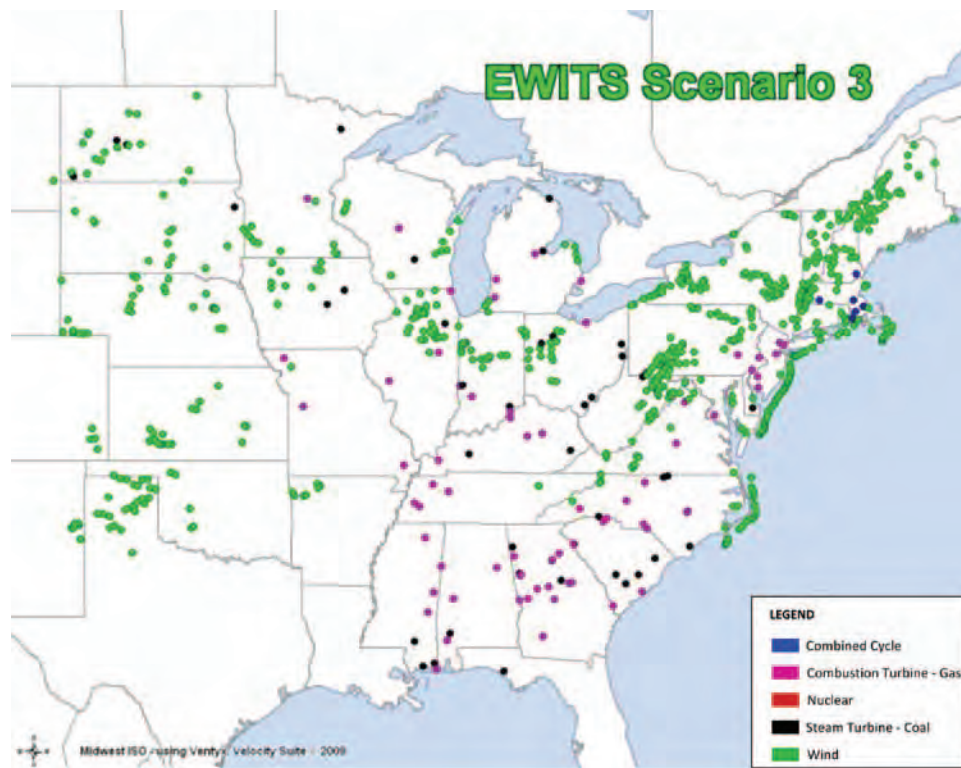 EWITS Scenario 3
LEGEND
Combined Cycle
Combustion Turbine - Gas
Nuclear
Steam Turbine - Coal
Wind
Midwest ISO using Ventyx, Velocity Suite 2009